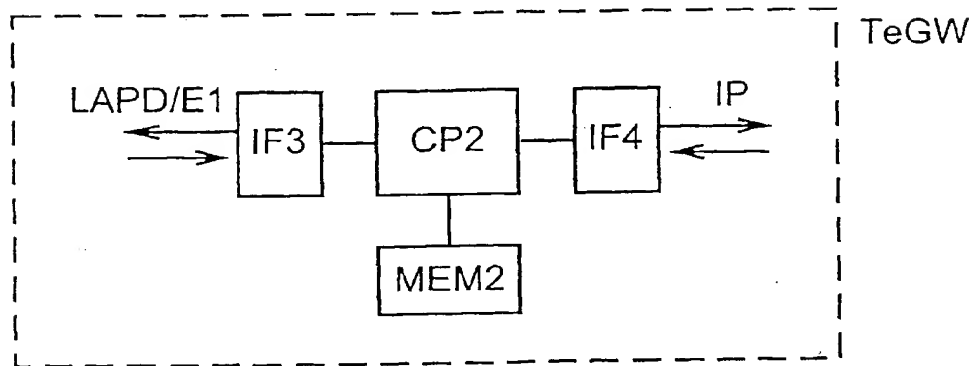 TeGW
LAPD/E1
IF3
CP2
IF4
IP
MEM2